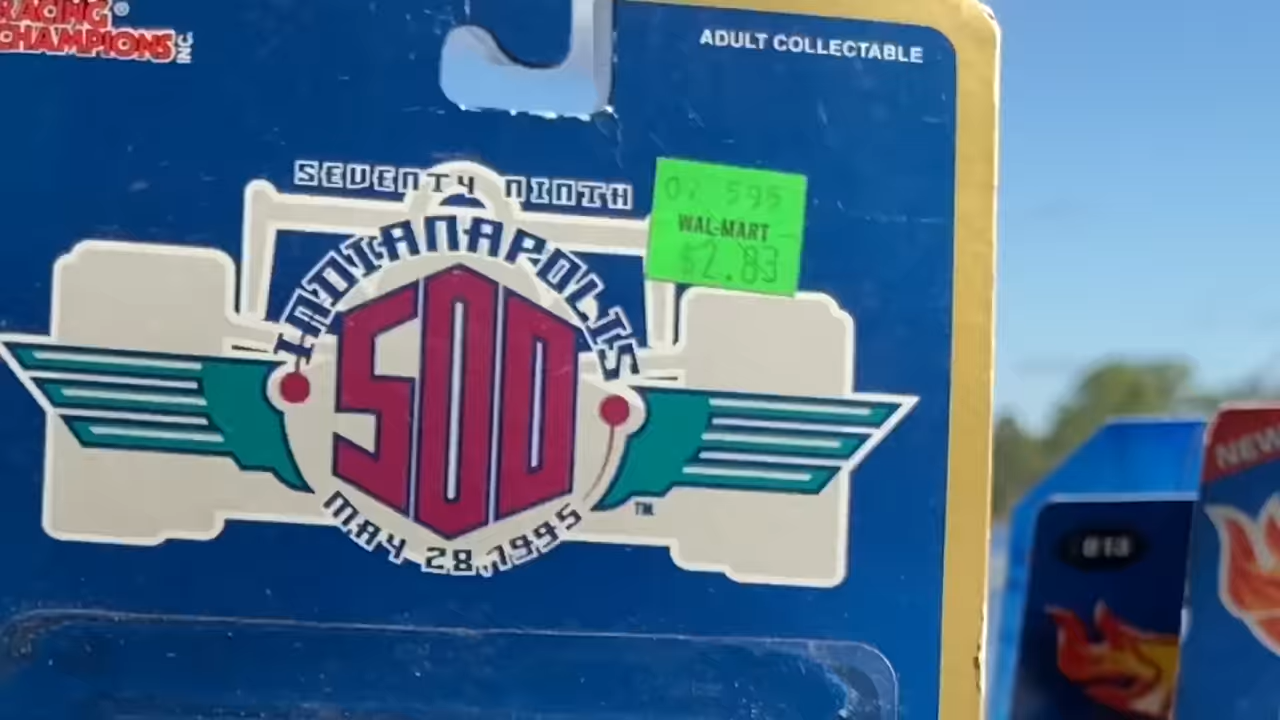 RACING®
CHAMPIONS INC.
ADULT COLLECTABLE
SEVENTY NINTH
INDIANAPOLIS
500
MAY 28, 1995
TM
02 595
WAL-MART
$2.83
NEW
013